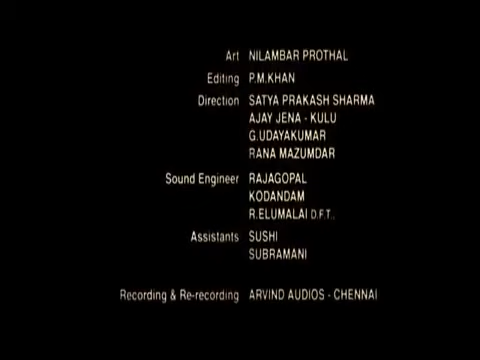 Art NILAMBAR PROTHAL
Editing P.M.KHAN
Direction SATYA PRAKASH SHARMA
AJAY JENA - KULU
G.UDAYAKUMAR
RANA MAZUMDAR
Sound Engineer RAJAGOPAL
KODANDAM
R.ELUMALAI D.F.T.,
Assistants SUSHI
SUBRAMANI
Recording & Re-recording ARVIND AUDIOS - CHENNAI